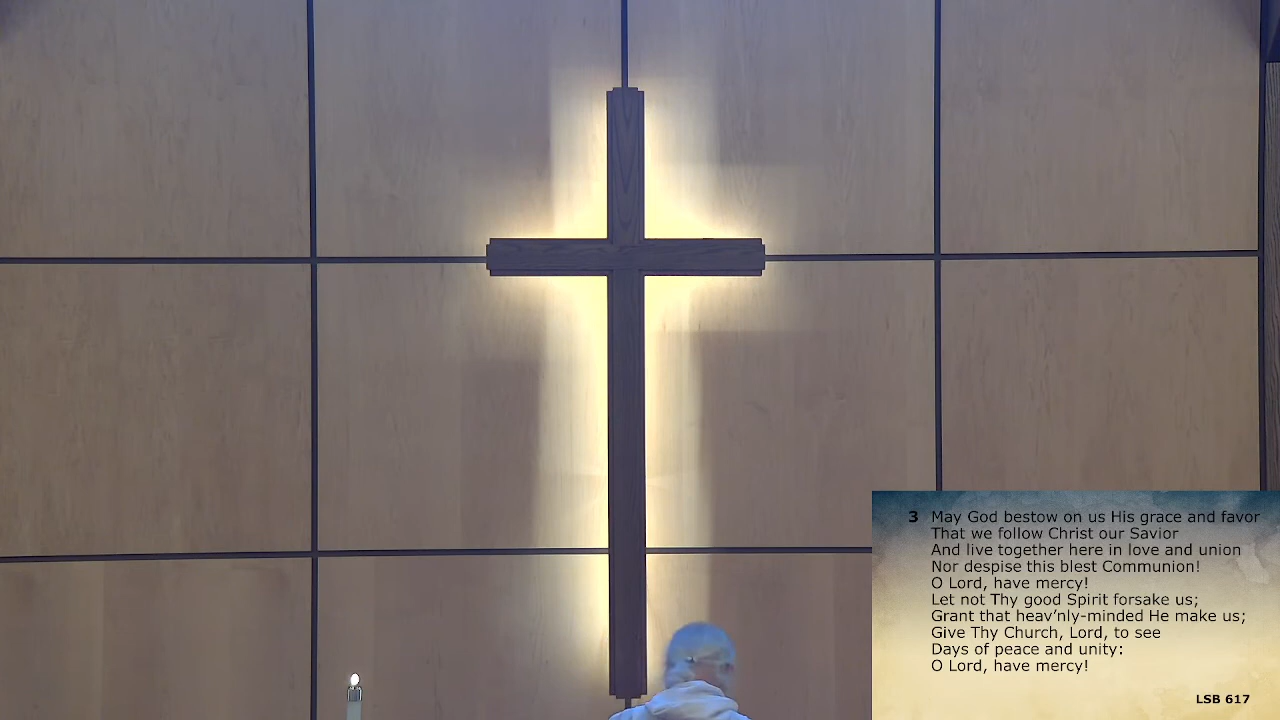 3 May God bestow on us His grace and favor
That we follow Christ our Savior
And live together here in love and union
Nor despise this blest Communion!
O Lord, have mercy!
Let not Thy good Spirit forsake us;
Grant that heav'nly-minded He make us;
Give Thy Church, Lord, to see
Days of peace and unity:
O Lord, have mercy!
LSB 617